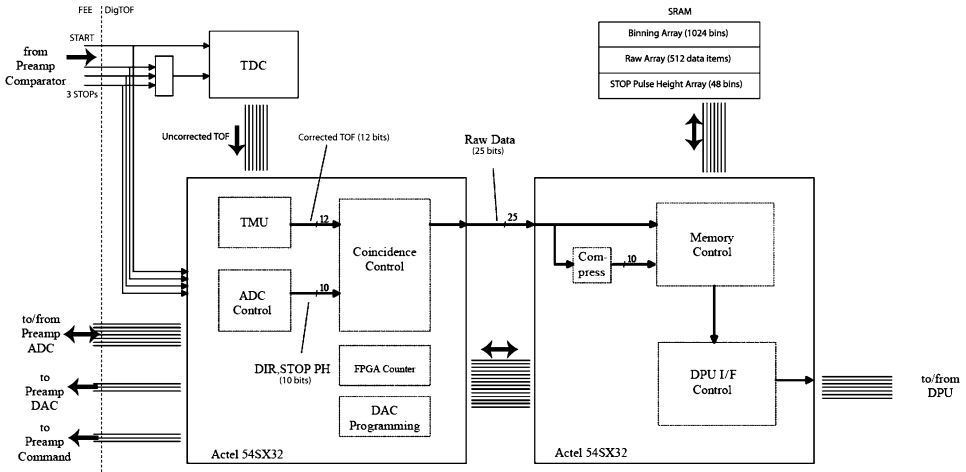 FEE
DigTOF
SRAM
START
from
Preamp
Comparator
3 STOPs
TDC
Binning Array (1024 bins)
Raw Array (512 data items)
STOP Pulse Height Array (48 bins)
Uncorrected TOF
Corrected TOF (12 bits)
Raw Data
(25 bits)
TMU
12
Coincidence
Control
25
Memory
Control
Com-
press
10
ADC
Control
10
to/from
Preamp
ADC
DIR,STOP PH
(10 bits)
FPGA Counter
DPU I/F
Control
to
Preamp
DAC
to/from
DPU
DAC
Programming
to
Preamp
Command
Actel 54SX32
Actel 54SX32